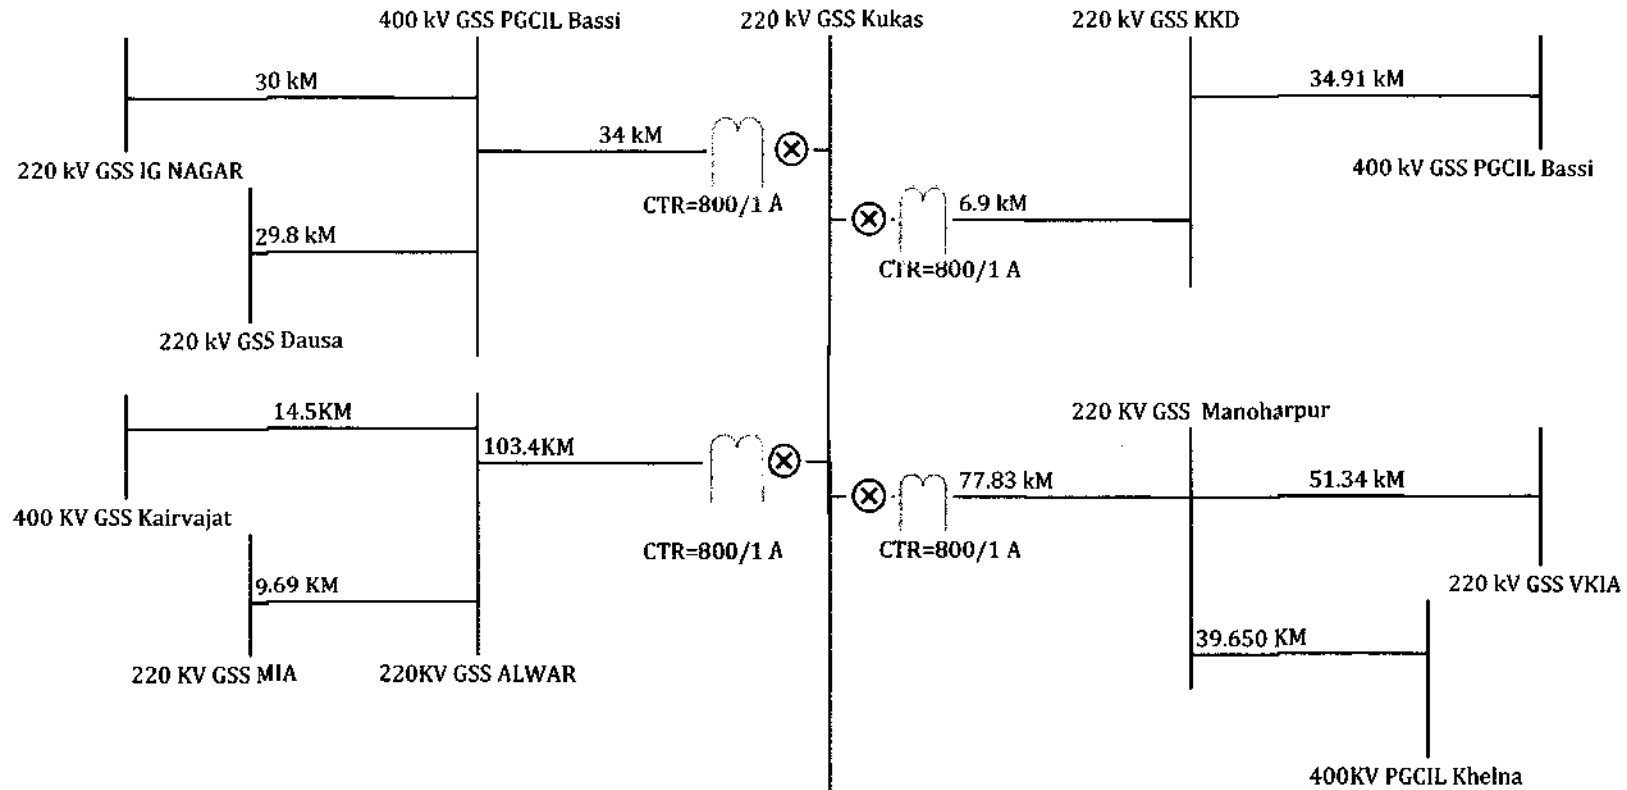 400 kV GSS PGCIL Bassi
220 kV GSS Kukas
220 kV GSS KKD
30 kM
34.91 kM
34 kM
220 kV GSS IG NAGAR
400 kV GSS PGCIL Bassi
CTR=800/1 A
6.9 kM
29.8 kM
CTR=800/1 A
220 kV GSS Dausa
14.5KM
220 KV GSS Manoharpur
103.4KM
77.83 kM
51.34 kM
400 KV GSS Kairvajat
CTR=800/1 A
CTR=800/1 A
9.69 KM
220 kV GSS VKIA
39.650 KM
220 KV GSS MIA
220KV GSS ALWAR
400KV PGCIL Khelna